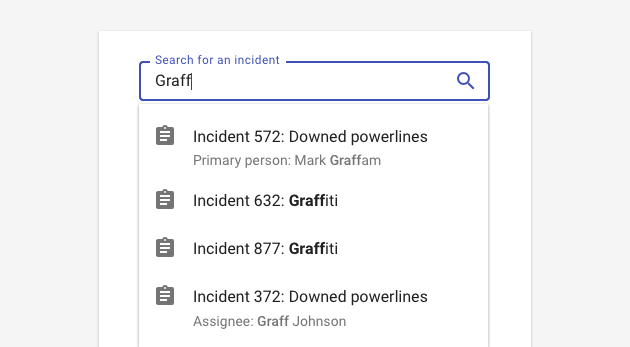 Search for an incident
Graff
Incident 572: Downed powerlines
Primary person: Mark Graffam
Incident 632: Graffiti
Incident 877: Graffiti
Incident 372: Downed powerlines
Assignee: Graff Johnson